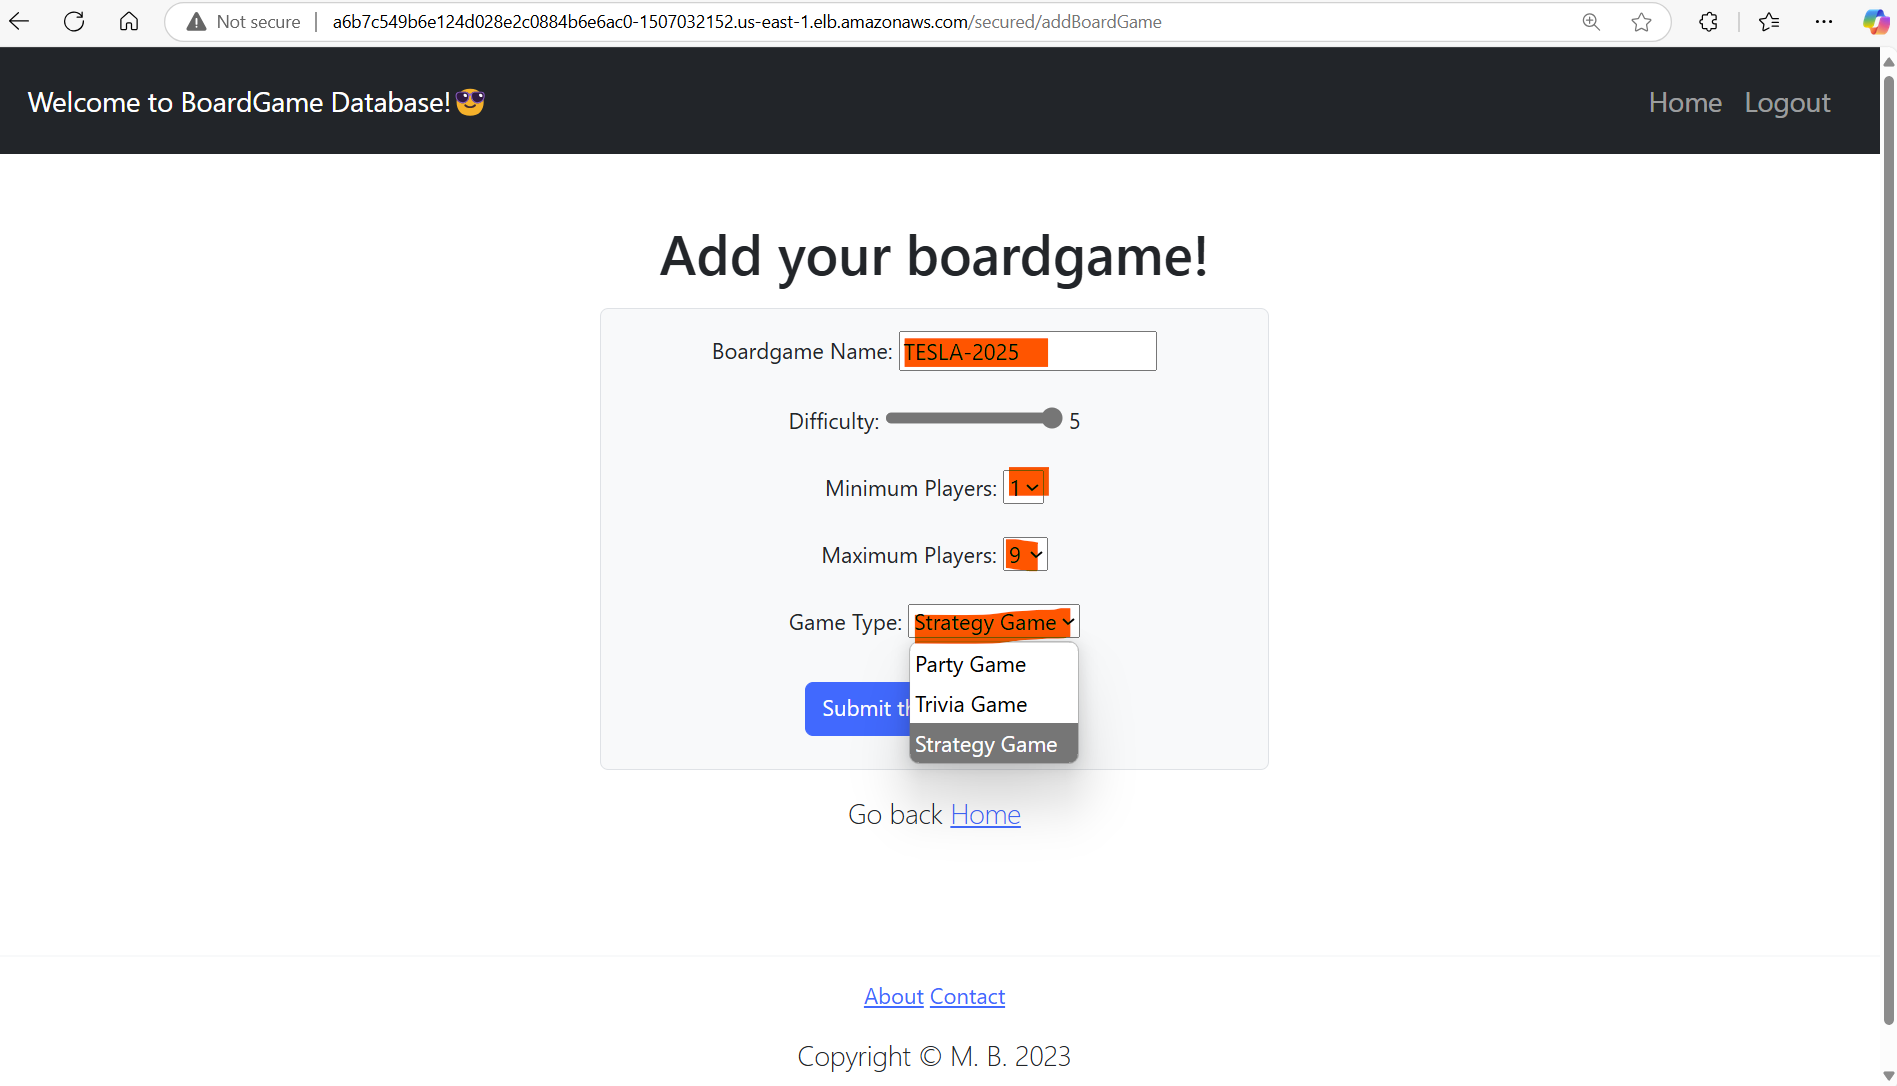 Not secure | a6b7c549b6e124d028e2c0884b6e6ac0-1507032152.us-east-1.elb.amazonaws.com/secured/addBoardGame
Welcome to BoardGame Database!😎 Home Logout
Add your boardgame!
Boardgame Name: TESLA-2025
Difficulty: 5
Minimum Players: 1
Maximum Players: 9
Game Type: Strategy Game
Party Game
Trivia Game
Submit
Strategy Game
Go back Home
About Contact
Copyright © M. B. 2023